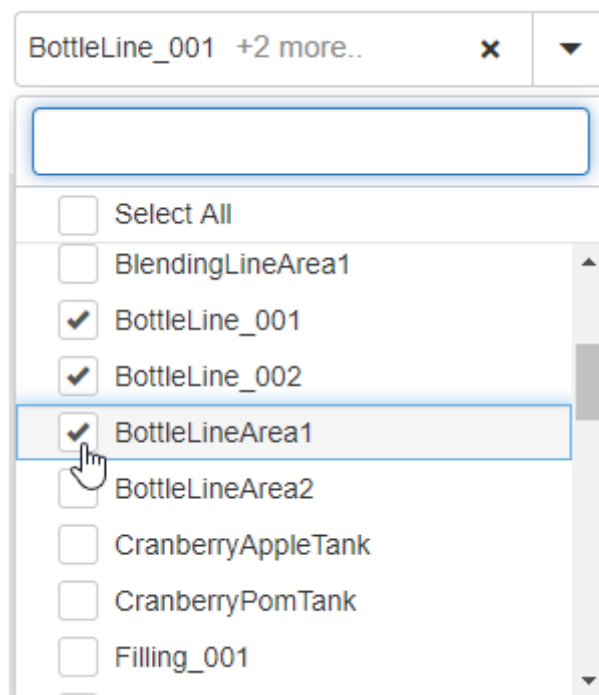 BottleLine_001 +2 more..
Select All
BlendingLineArea1
BottleLine_001
BottleLine_002
BottleLineArea1
BottleLineArea2
CranberryAppleTank
CranberryPomTank
Filling_001